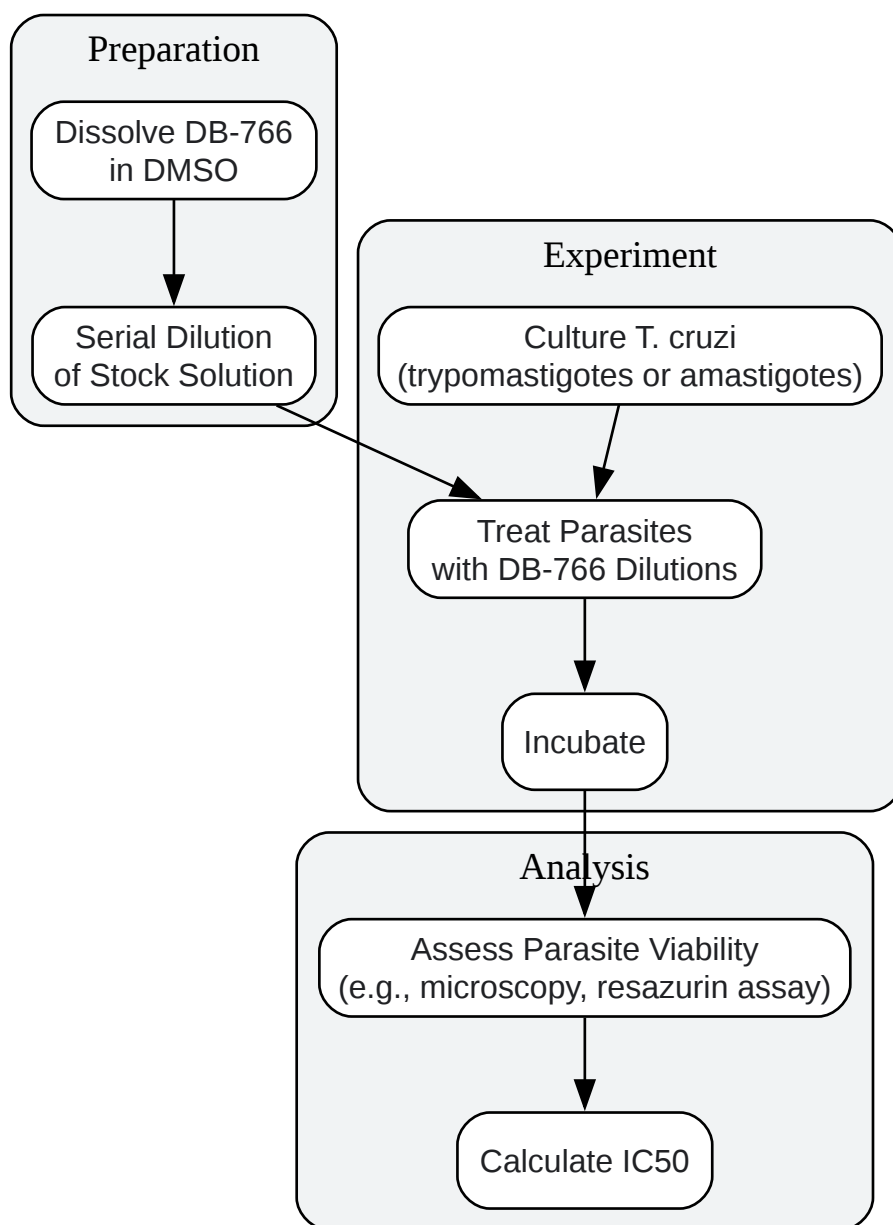 Preparation
Dissolve DB-766
in DMSO
Serial Dilution
of Stock Solution
Experiment
Culture T. cruzi
(trypomastigotes or amastigotes)
Treat Parasites
with DB-766 Dilutions
Incubate
Analysis
Assess Parasite Viability
(e.g., microscopy, resazurin assay)
Calculate IC50